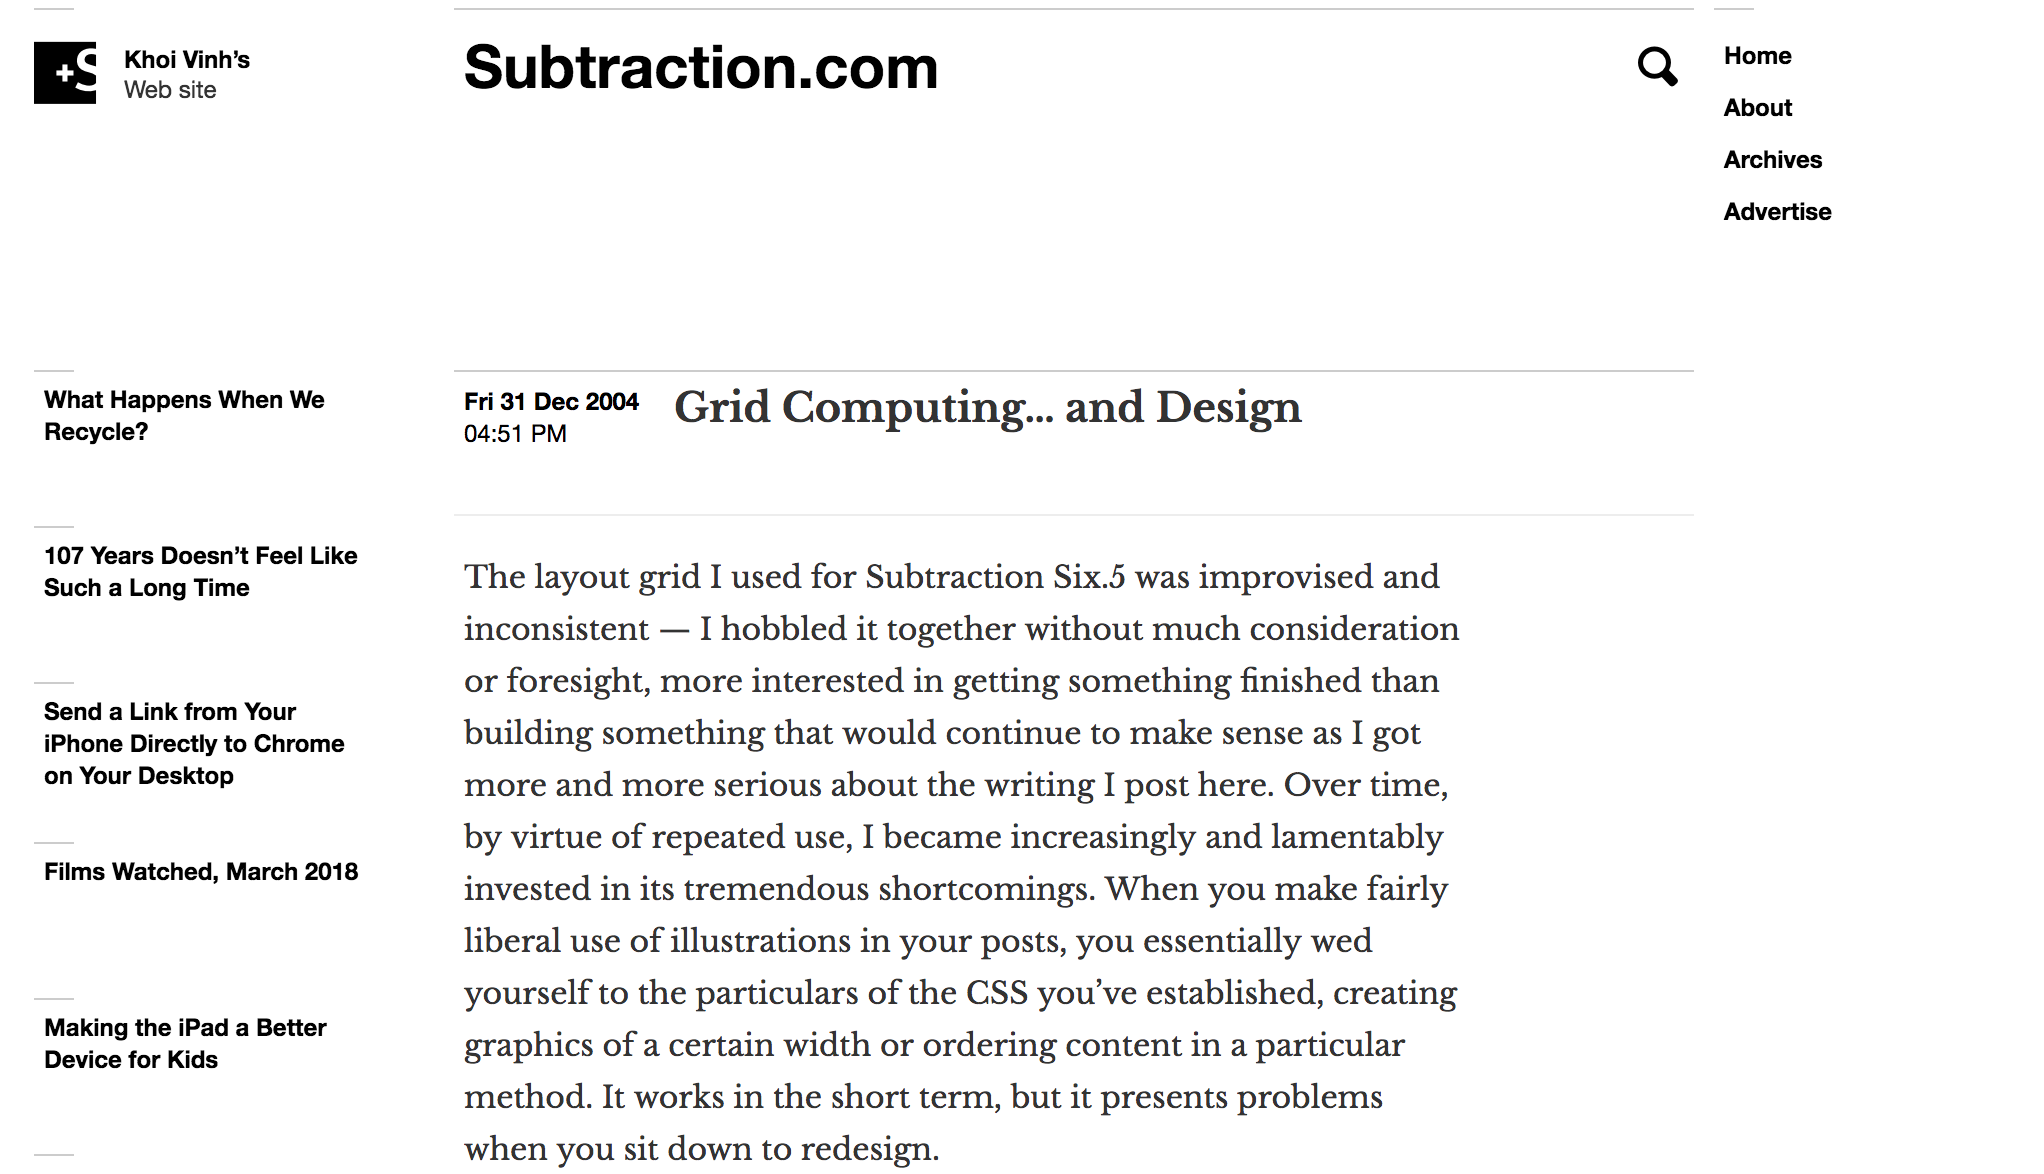 +S
Khoi Vinh’s
Web site
Subtraction.com
Home
About
Archives
Advertise
What Happens When We
Recycle?
107 Years Doesn’t Feel Like
Such a Long Time
Send a Link from Your
iPhone Directly to Chrome
on Your Desktop
Films Watched, March 2018
Making the iPad a Better
Device for Kids
Fri 31 Dec 2004
04:51 PM
Grid Computing… and Design
The layout grid I used for Subtraction Six.5 was improvised and
inconsistent — I hobbled it together without much consideration
or foresight, more interested in getting something finished than
building something that would continue to make sense as I got
more and more serious about the writing I post here. Over time,
by virtue of repeated use, I became increasingly and lamentably
invested in its tremendous shortcomings. When you make fairly
liberal use of illustrations in your posts, you essentially wed
yourself to the particulars of the CSS you’ve established, creating
graphics of a certain width or ordering content in a particular
method. It works in the short term, but it presents problems
when you sit down to redesign.